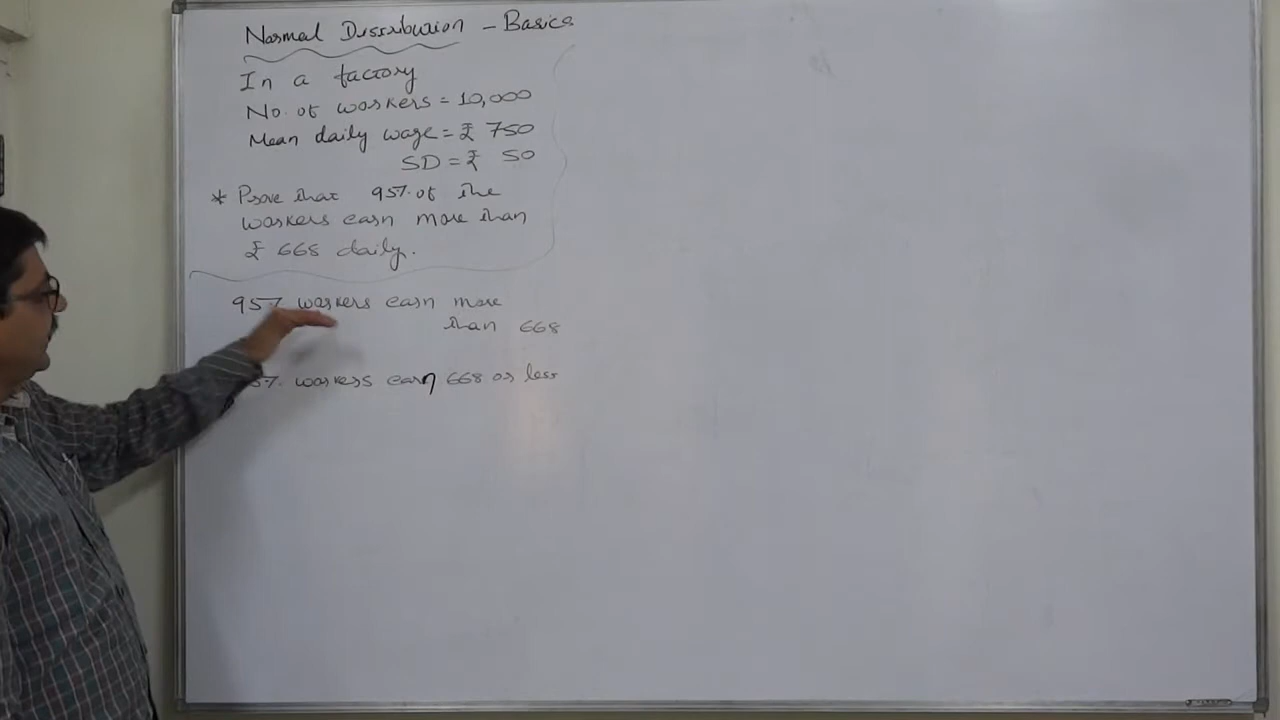 Normal Distribution - Basics
In a factory
No. of workers = 10,000
Mean daily wage = ₹ 750
SD = ₹ 50
* Prove that 95% of the
workers earn more than
₹ 668 daily.
95% workers earn more
than 668
5% workers earn 668 or less